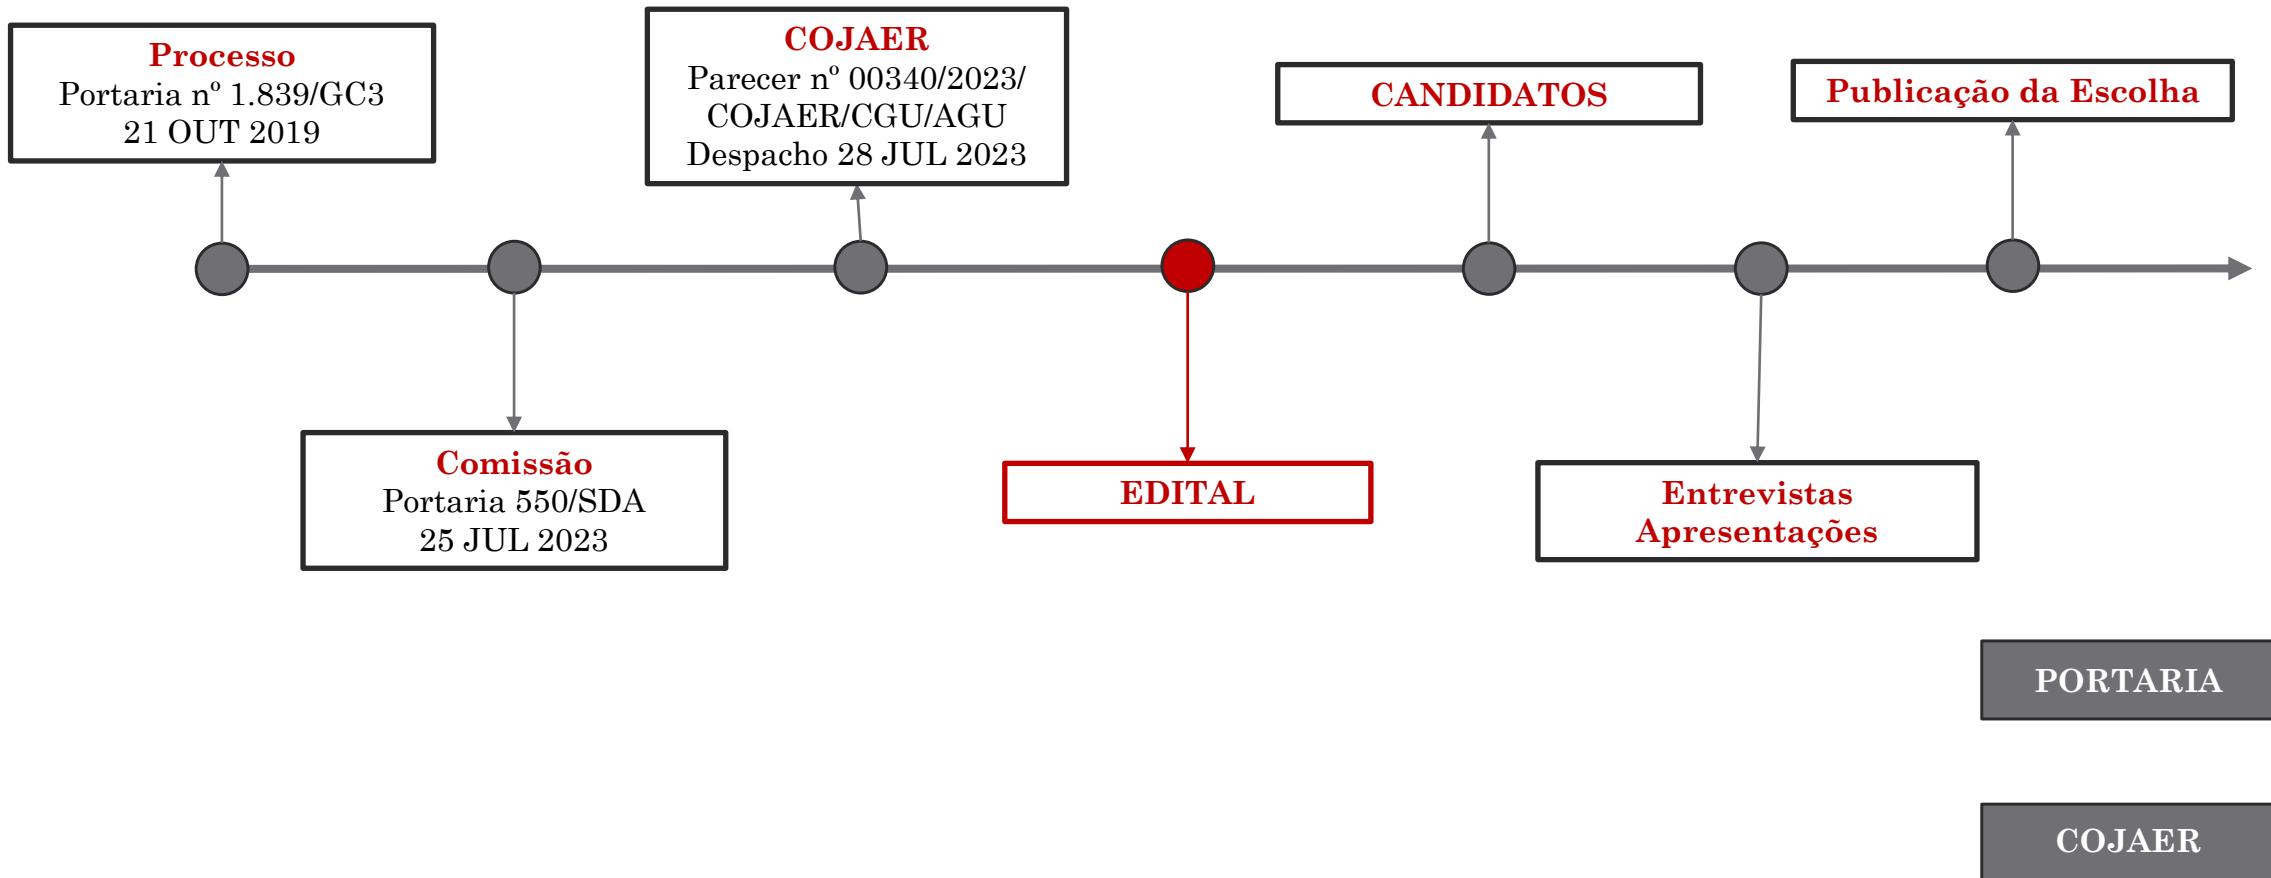 Processo
Portaria nº 1.839/GC3
21 OUT 2019
COJAER
Parecer nº 00340/2023/
COJAER/CGU/AGU
Despacho 28 JUL 2023
CANDIDATOS
Publicação da Escolha
Comissão
Portaria 550/SDA
25 JUL 2023
EDITAL
Entrevistas
Apresentações
PORTARIA
COJAER